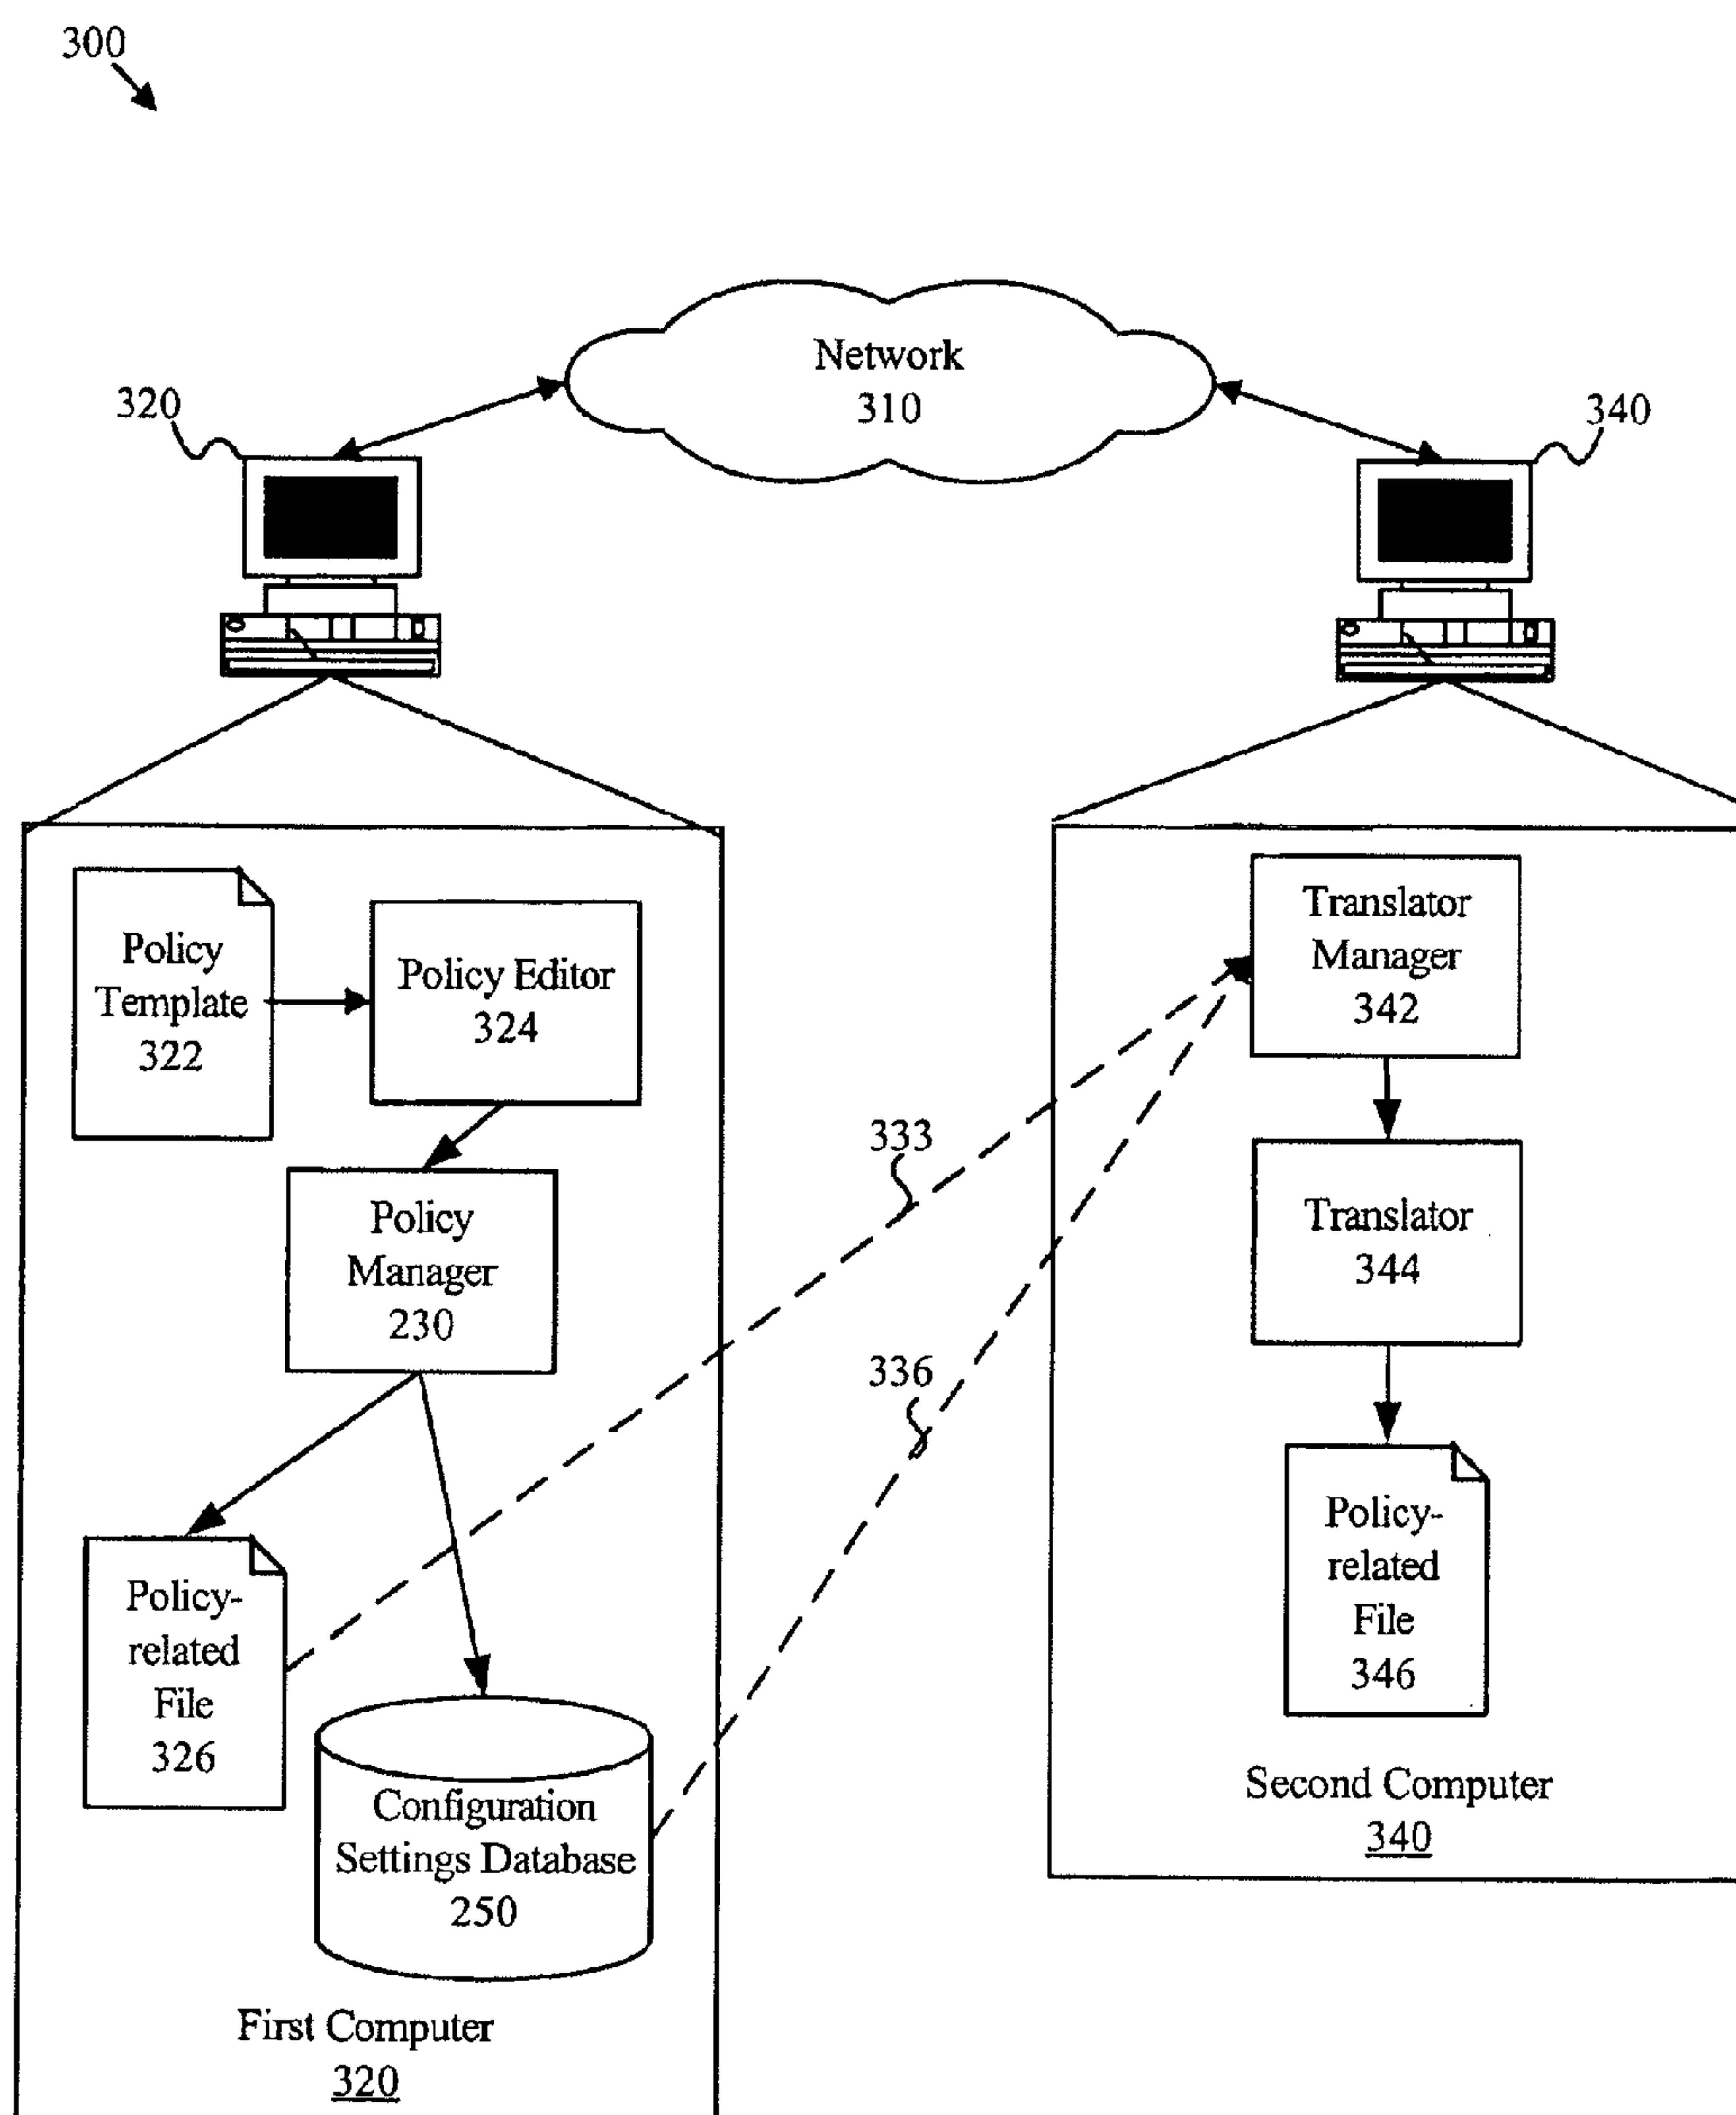 300
Network
310
320
340
Policy
Template
322
Policy Editor
324
Policy
Manager
230
Policy-
related
File
326
Configuration
Settings Database
250
First Computer
320
333
336
Translator
Manager
342
Translator
344
Policy-
related
File
346
Second Computer
340